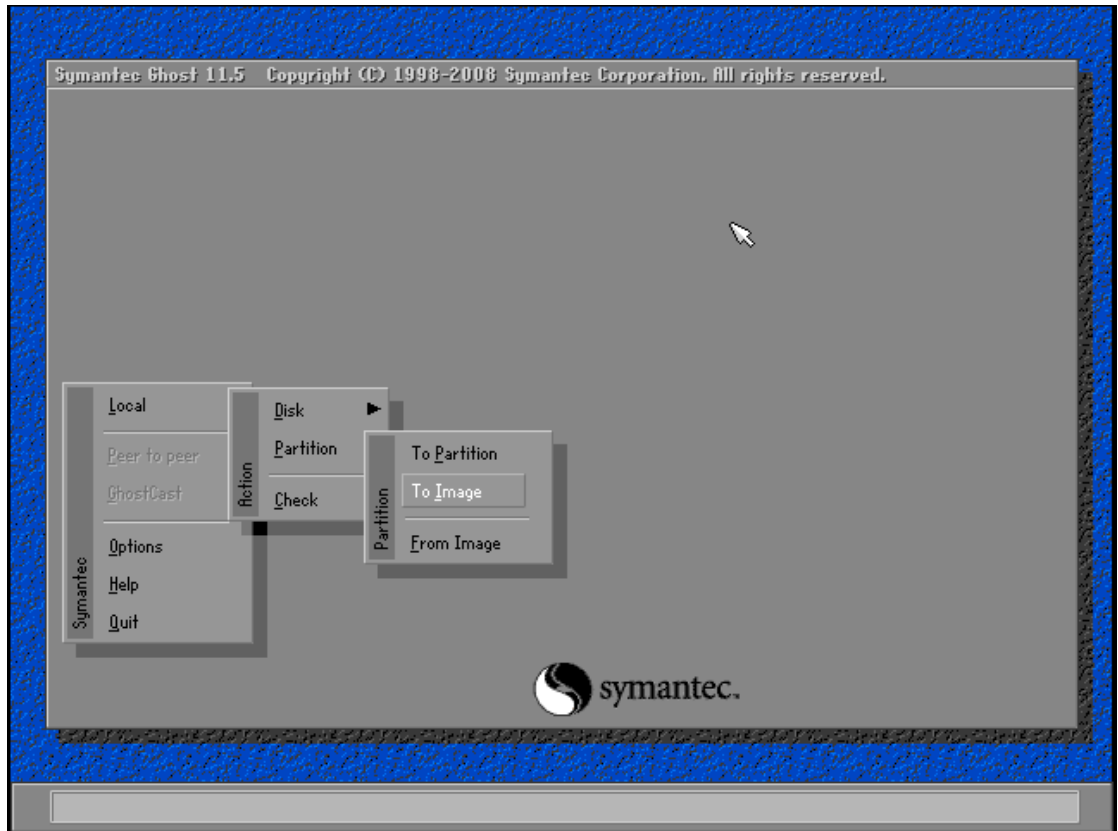 Symantec Ghost 11.5 Copyright (C) 1998-2008 Symantec Corporation. All rights reserved.
Symantec
Local
Peer to peer
GhostCast
Options
Help
Quit
Action
Disk
Partition
Check
Partition
To Partition
To Image
From Image
symantec.